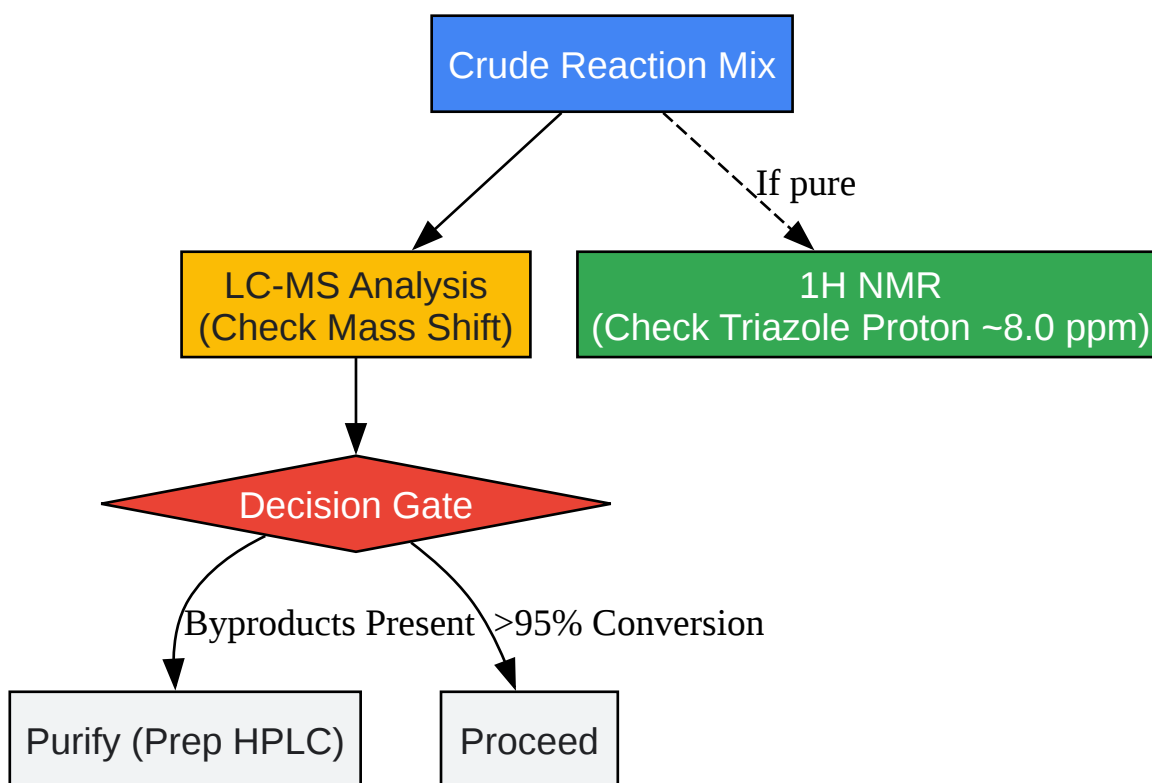 Crude Reaction Mix
If pure
LC-MS Analysis
(Check Mass Shift)
1H NMR
(Check Triazole Proton ~8.0 ppm)
Decision Gate
Byproducts Present
>95% Conversion
Purify (Prep HPLC)
Proceed